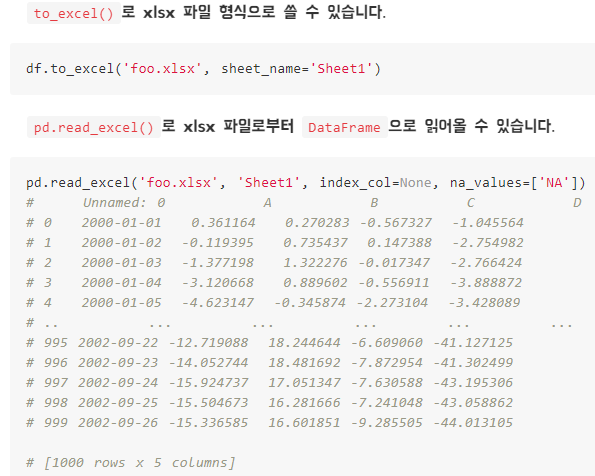 to_excel() 로 xlsx 파일 형식으로 쓸 수 있습니다.
df.to_excel('foo.xlsx', sheet_name='Sheet1')
pd.read_excel() 로 xlsx 파일로부터 DataFrame 으로 읽어올 수 있습니다.
pd.read_excel('foo.xlsx', 'Sheet1', index_col=None, na_values=['NA'])
#      Unnamed: 0          A          B          C          D
# 0    2000-01-01   0.361164   0.270283 -0.567327  -1.045564
# 1    2000-01-02  -0.119395   0.735437  0.147388  -2.754982
# 2    2000-01-03  -1.377198   1.322276 -0.017347  -2.766424
# 3    2000-01-04  -3.120668   0.889602 -0.556911  -3.888872
# 4    2000-01-05  -4.623147  -0.345874 -2.273104  -3.428089
# ..          ...        ...        ...       ...        ...
# 995  2002-09-22 -12.719088  18.244644 -6.609060 -41.127125
# 996  2002-09-23 -14.052744  18.481692 -7.872954 -41.302499
# 997  2002-09-24 -15.924737  17.051347 -7.630588 -43.195306
# 998  2002-09-25 -15.504673  16.281666 -7.241048 -43.058862
# 999  2002-09-26 -15.336585  16.601851 -9.285505 -44.013105
# [1000 rows x 5 columns]